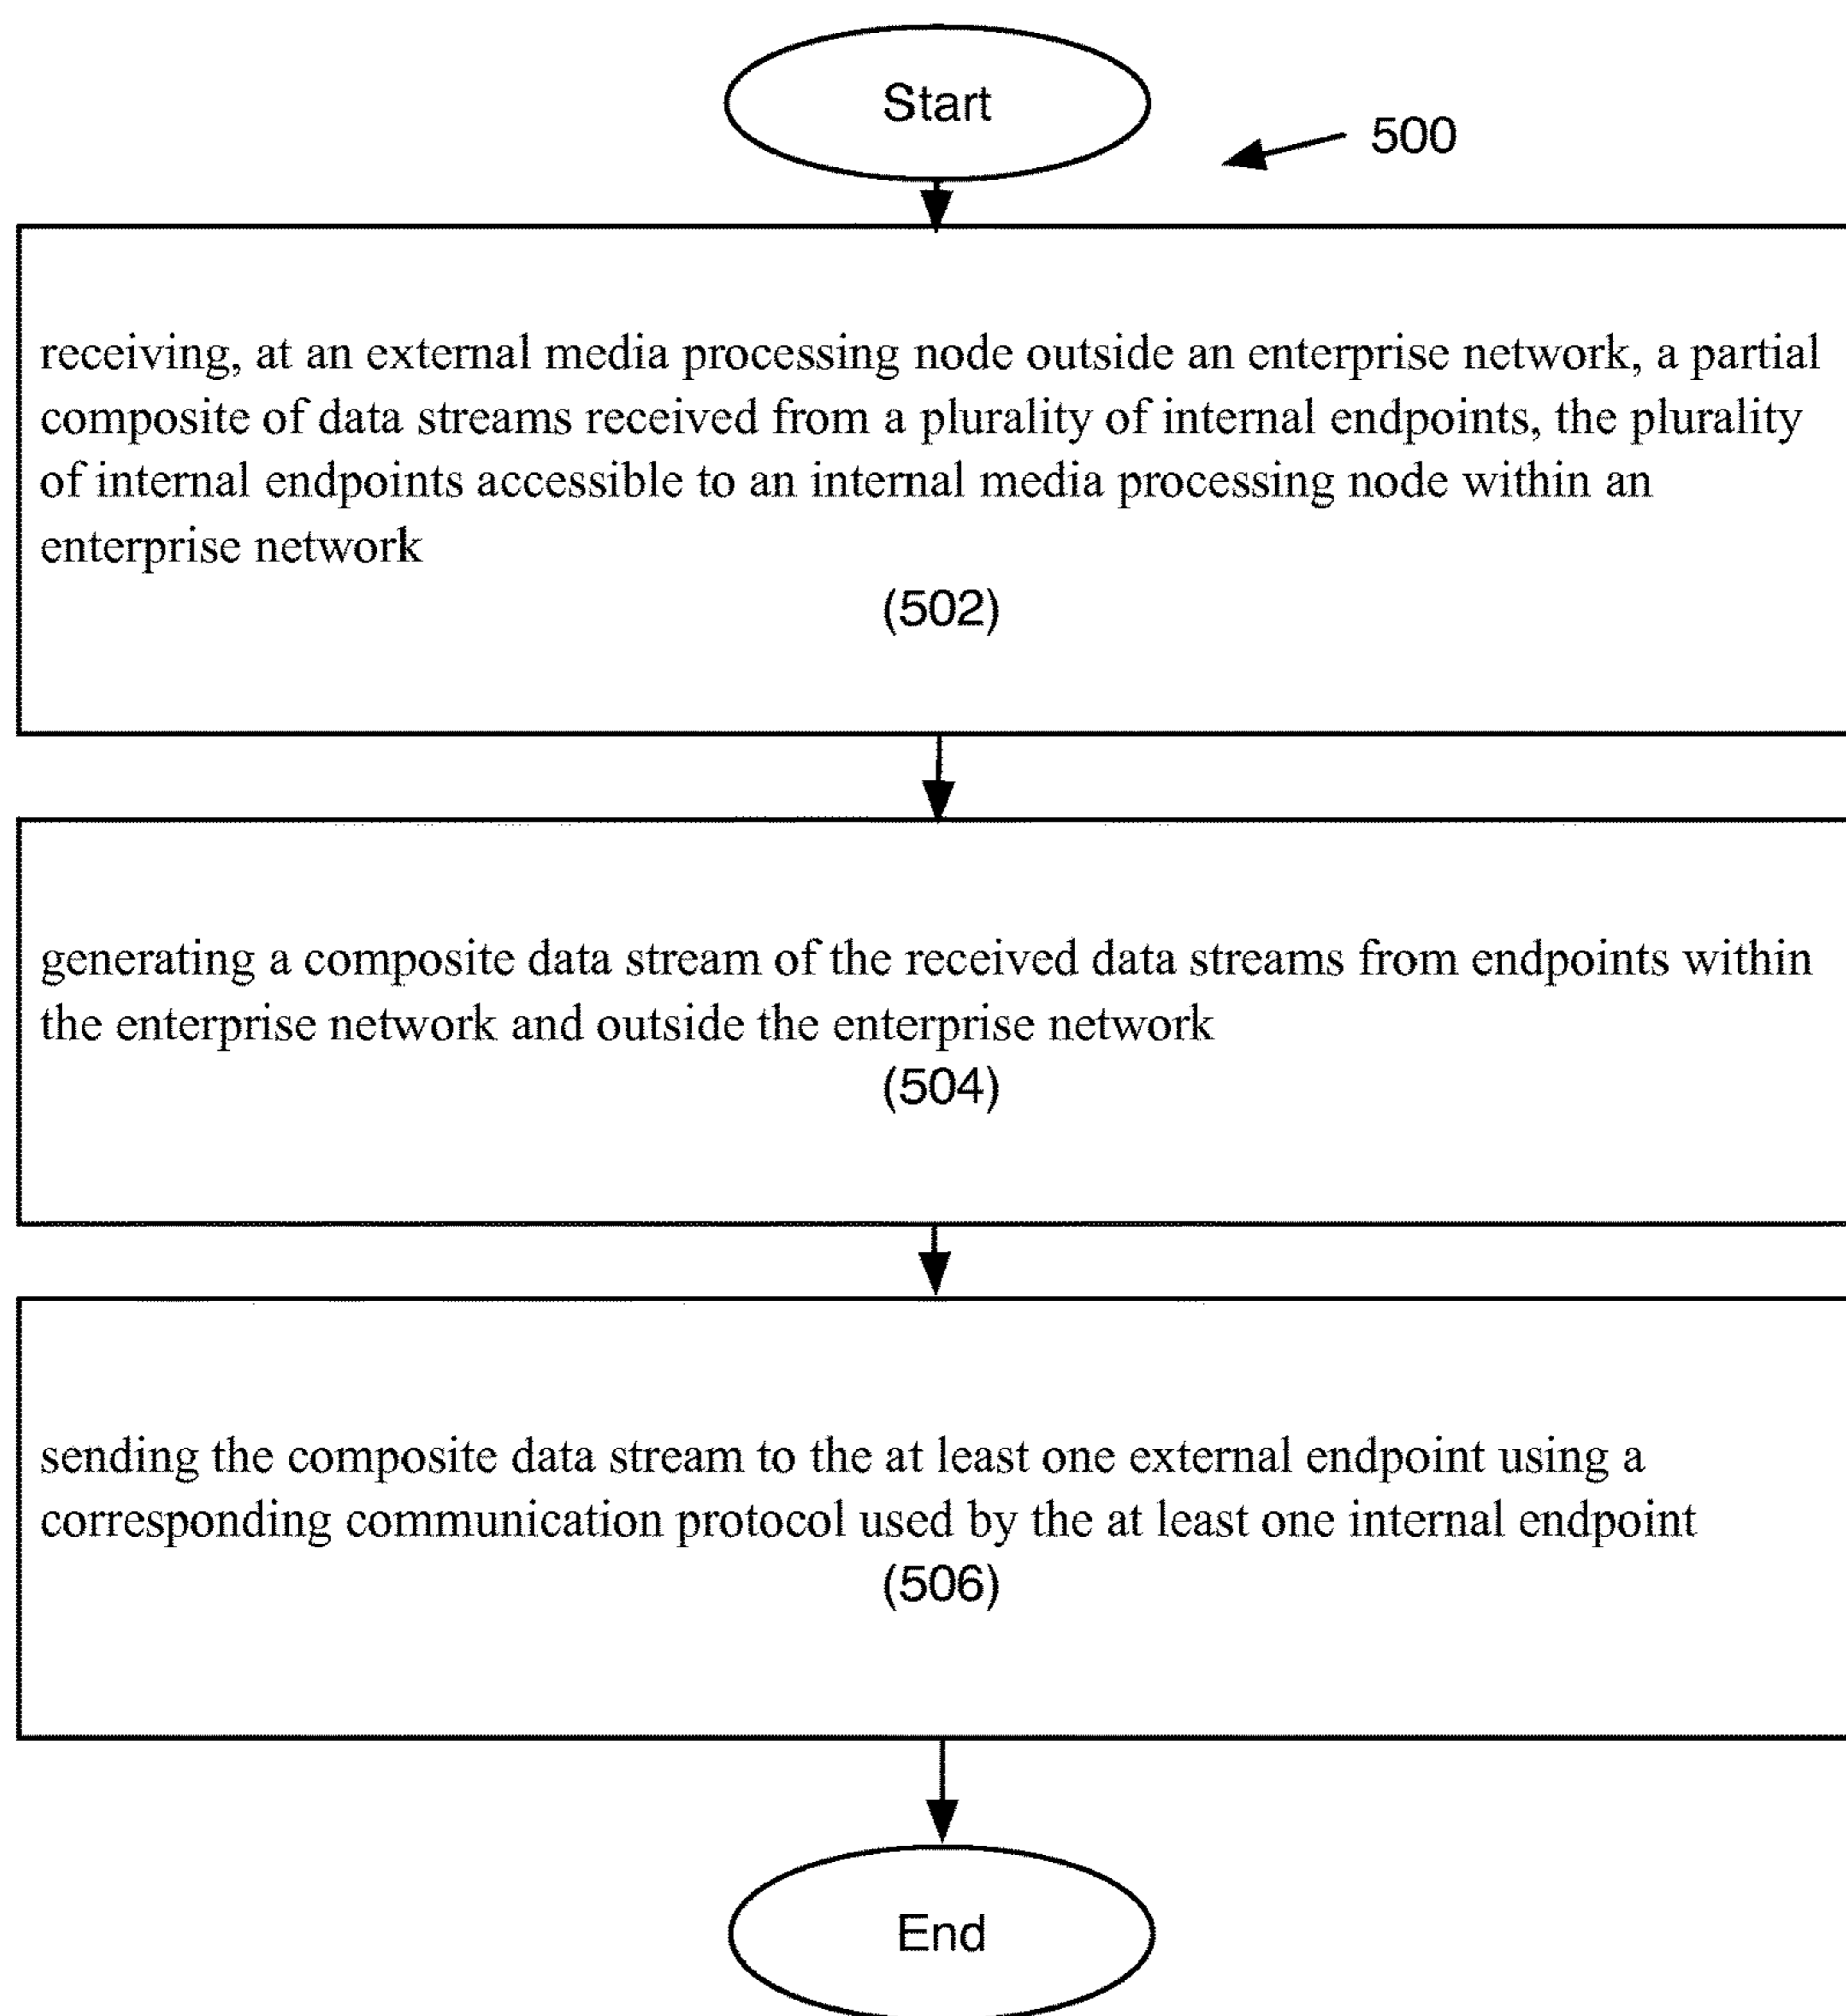 Start
500
receiving, at an external media processing node outside an enterprise network, a partial
composite of data streams received from a plurality of internal endpoints, the plurality
of internal endpoints accessible to an internal media processing node within an
enterprise network
(502)
generating a composite data stream of the received data streams from endpoints within
the enterprise network and outside the enterprise network
(504)
sending the composite data stream to the at least one external endpoint using a
corresponding communication protocol used by the at least one internal endpoint
(506)
End